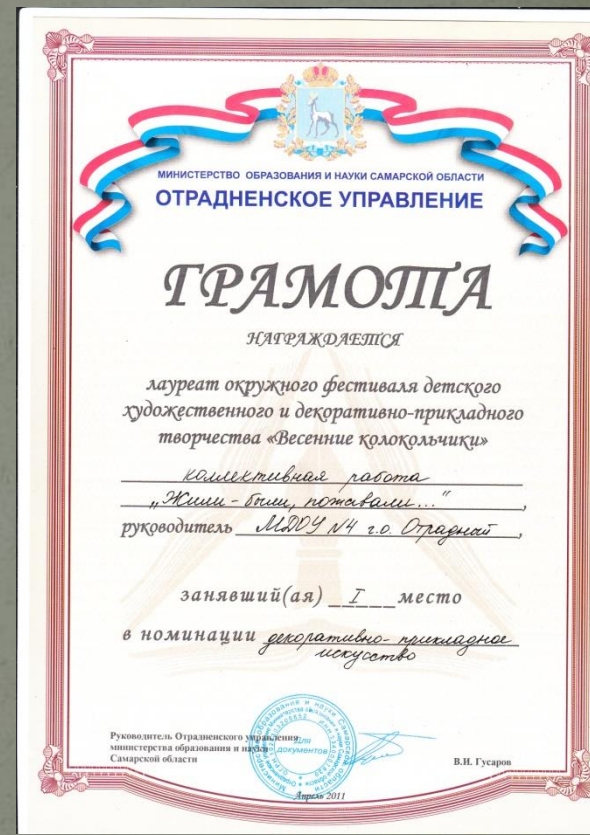 МИНИСТЕРСТВО ОБРАЗОВАНИЯ И НАУКИ САМАРСКОЙ ОБЛАСТИ
ОТРАДНЕНСКОЕ УПРАВЛЕНИЕ
ГРАМОТА
НАГРАЖДАЕТСЯ
лауреат окружного фестиваля детского
художественного и декоративно-прикладного
творчества «Весенние колокольчики»
коллективная работа
„Жили-были, поживали..."
руководитель МДОУ №4 г.о. Отрадный,
занявший(ая) I место
в номинации декоративно-прикладное
искусство
Руководитель Отрадненского управления
министерства образования и науки
Самарской области
Для
документов
В.И. Гусаров
Апрель 2011